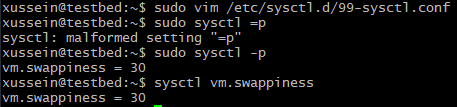 xussein@testbed:~$ sudo vim /etc/sysctl.d/99-sysctl.conf
xussein@testbed:~$ sudo sysctl =p
sysctl: malformed setting "=p"
xussein@testbed:~$ sudo sysctl -p
vm.swappiness = 30
xussein@testbed:~$ sysctl vm.swappiness
vm.swappiness = 30